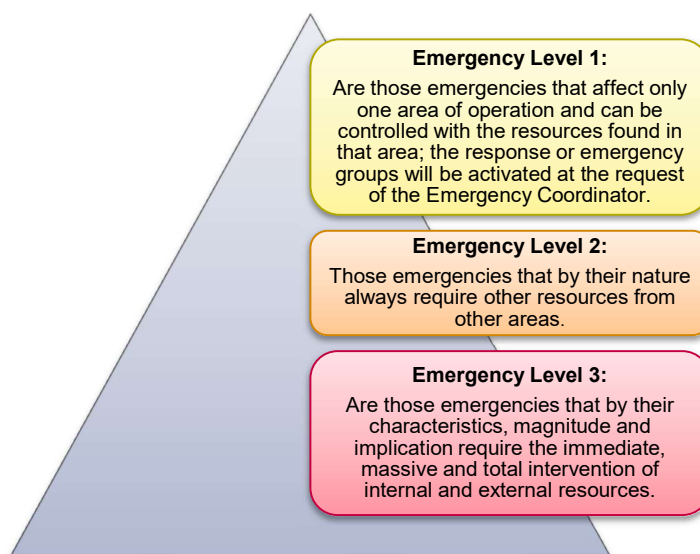 Emergency Level 1:
Are those emergencies that affect only
one area of operation and can be
controlled with the resources found in
that area; the response or emergency
groups will be activated at the request
of the Emergency Coordinator.
Emergency Level 2:
Those emergencies that by their nature
always require other resources from
other areas.
Emergency Level 3:
Are those emergencies that by their
characteristics, magnitude and
implication require the immediate,
massive and total intervention of
internal and external resources.